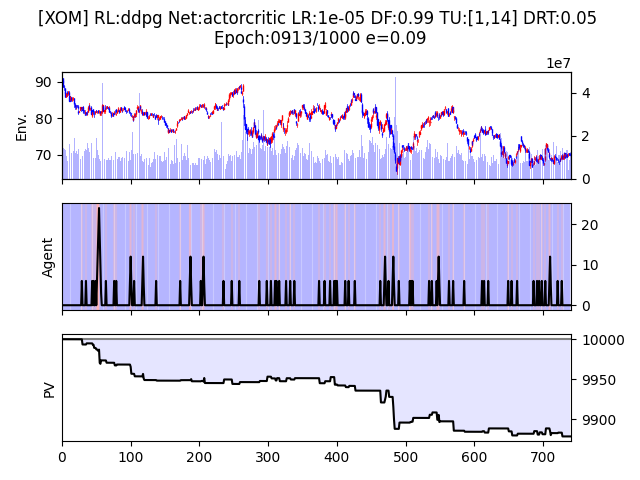 [XOM] RL:ddpg Net:actorcritic LR:1e-05 DF:0.99 TU:[1,14] DRT:0.05
Epoch:0913/1000 e=0.09
1e7
Env.
90
80
70
4
2
0
Agent
20
10
0
PV
10000
9950
9900
0 100 200 300 400 500 600 700